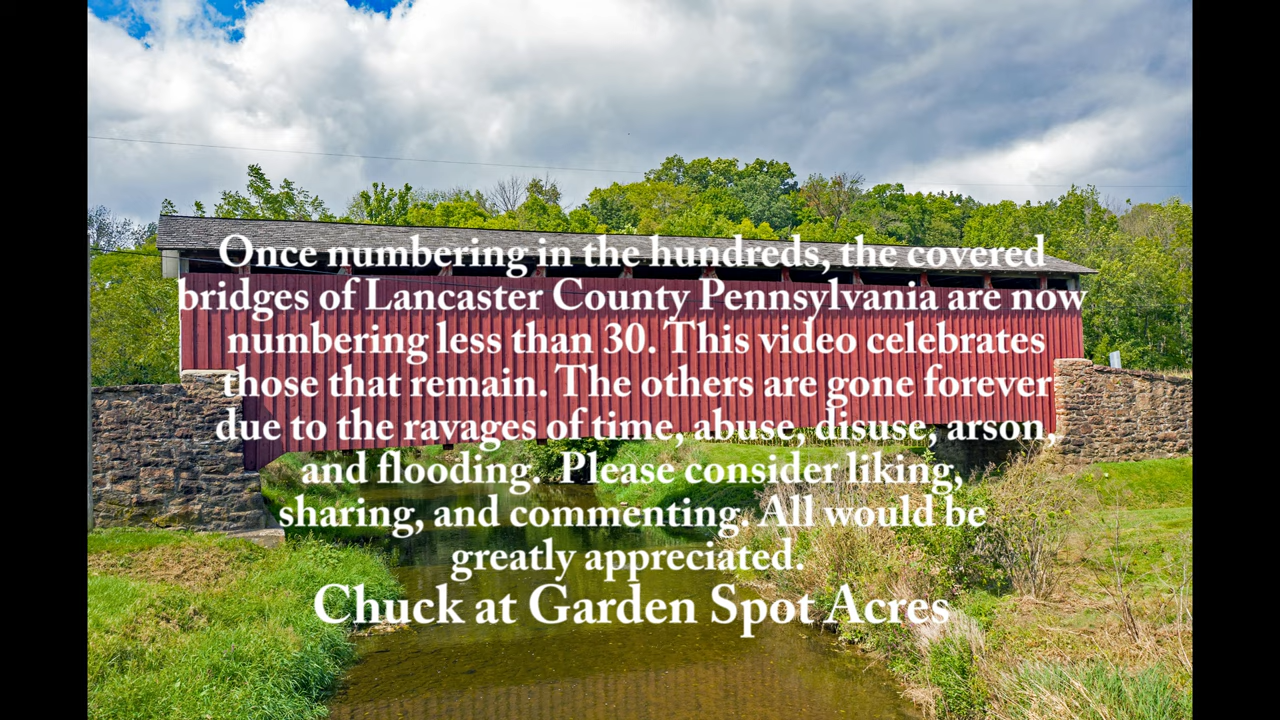 Once numbering in the hundreds, the covered
bridges of Lancaster County Pennsylvania are now
numbering less than 30. This video celebrates
those that remain. The others are gone forever
due to the ravages of time, abuse, disuse, arson,
and flooding.  Please consider liking,
sharing, and commenting. All would be
greatly appreciated.
Chuck at Garden Spot Acres